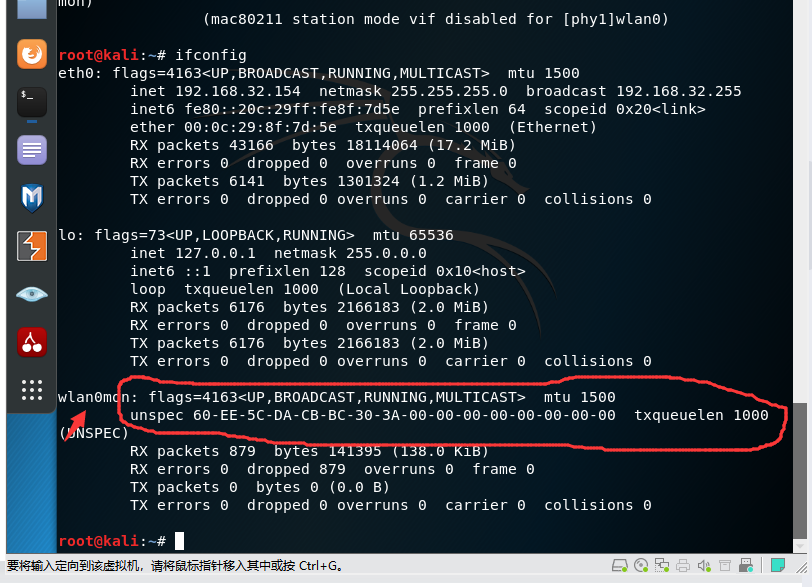 mon)
(mac80211 station mode vif disabled for [phy1]wlan0)
root@kali:~# ifconfig
eth0: flags=4163<UP,BROADCAST,RUNNING,MULTICAST>  mtu 1500
inet 192.168.32.154  netmask 255.255.255.0  broadcast 192.168.32.255
inet6 fe80::20c:29ff:fe8f:7d5e  prefixlen 64  scopeid 0x20<link>
ether 00:0c:29:8f:7d:5e  txqueuelen 1000  (Ethernet)
RX packets 43166  bytes 18114064 (17.2 MiB)
RX errors 0  dropped 0  overruns 0  frame 0
TX packets 6141  bytes 1301324 (1.2 MiB)
TX errors 0  dropped 0 overruns 0  carrier 0  collisions 0
lo: flags=73<UP,LOOPBACK,RUNNING>  mtu 65536
inet 127.0.0.1  netmask 255.0.0.0
inet6 ::1  prefixlen 128  scopeid 0x10<host>
loop  txqueuelen 1000  (Local Loopback)
RX packets 6176  bytes 2166183 (2.0 MiB)
RX errors 0  dropped 0  overruns 0  frame 0
TX packets 6176  bytes 2166183 (2.0 MiB)
TX errors 0  dropped 0 overruns 0  carrier 0  collisions 0
wlan0mon: flags=4163<UP,BROADCAST,RUNNING,MULTICAST>  mtu 1500
unspec 60-EE-5C-DA-CB-BC-30-3A-00-00-00-00-00-00-00-00  txqueuelen 1000
(UNSPEC)
RX packets 879  bytes 141395 (138.0 KiB)
RX errors 0  dropped 879  overruns 0  frame 0
TX packets 0  bytes 0 (0.0 B)
TX errors 0  dropped 0 overruns 0  carrier 0  collisions 0
root@kali:~#
要将输入定向到该虚拟机，请将鼠标指针移入其中或按 Ctrl+G。